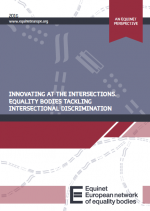 2016
www.equineteurope.org
AN EQUINET
PERSPECTIVE
INNOVATING AT THE INTERSECTIONS.
EQUALITY BODIES TACKLING
INTERSECTIONAL DISCRIMINATION
Equinet
European network
of equality bodies